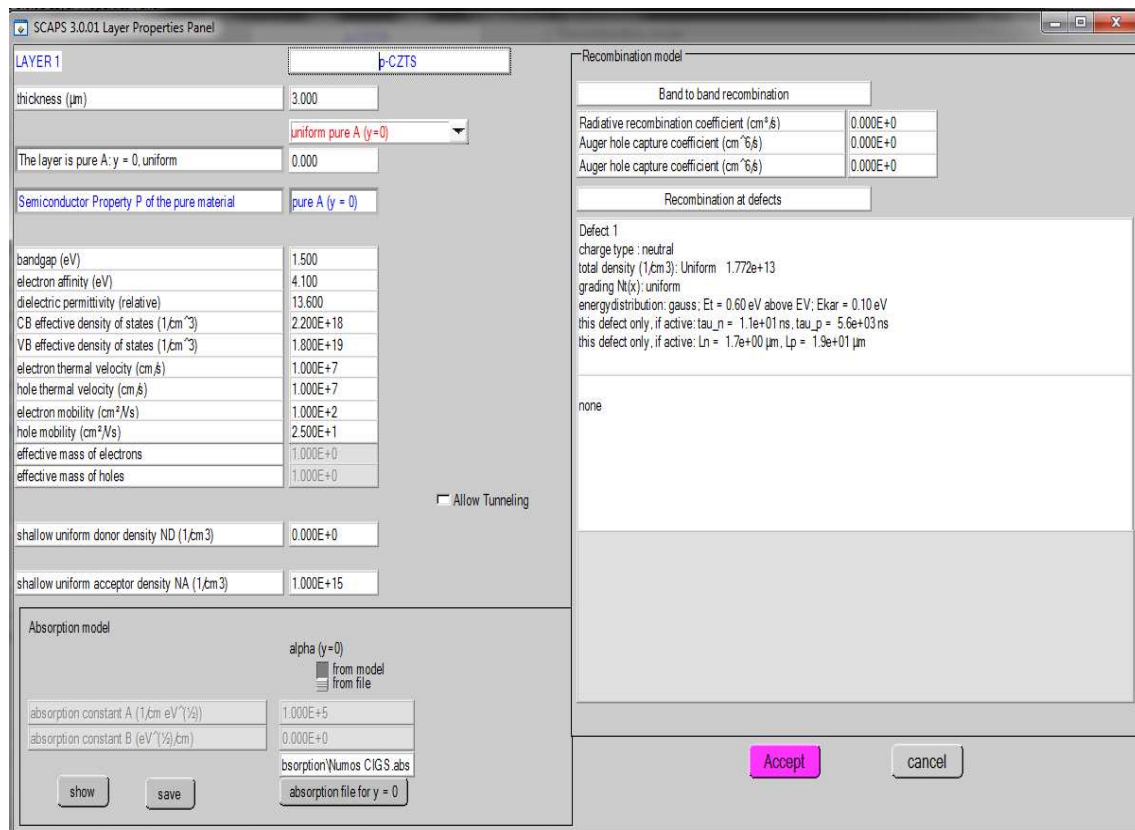 SCAPS 3.0.01 Layer Properties Panel
LAYER 1
p-CZTS
thickness (µm)
3.000
uniform pure A (y=0)
The layer is pure A: y = 0, uniform
0.000
Semiconductor Property P of the pure material
pure A (y = 0)
bandgap (eV)
1.500
electron affinity (eV)
4.100
dielectric permittivity (relative)
13.600
CB effective density of states (1/cm^3)
2.200E+18
VB effective density of states (1/cm^3)
1.800E+19
electron thermal velocity (cm/s)
1.000E+7
hole thermal velocity (cm/s)
1.000E+7
electron mobility (cm²/Vs)
1.000E+2
hole mobility (cm²/Vs)
2.500E+1
effective mass of electrons
1.000E+0
effective mass of holes
1.000E+0
Allow Tunneling
shallow uniform donor density ND (1/cm3)
0.000E+0
shallow uniform acceptor density NA (1/cm3)
1.000E+15
Absorption model
alpha (y=0)
from model
from file
absorption constant A (1/cm eV^(½))
1.000E+5
absorption constant B (eV^(½)/cm)
0.000E+0
bsorption\Numos CIGS.abs
show
save
absorption file for y = 0
Recombination model
Band to band recombination
Radiative recombination coefficient (cm³/s)
0.000E+0
Auger hole capture coefficient (cm^6/s)
0.000E+0
Auger hole capture coefficient (cm^6/s)
0.000E+0
Recombination at defects
Defect 1
charge type : neutral
total density (1/cm3): Uniform 1.772e+13
grading Nt(x): uniform
energydistribution: gauss; Et = 0.60 eV above EV; Ekar = 0.10 eV
this defect only, if active: tau_n = 1.1e+01 ns, tau_p = 5.6e+03 ns
this defect only, if active: Ln = 1.7e+00 µm, Lp = 1.9e+01 µm
none
Accept
cancel